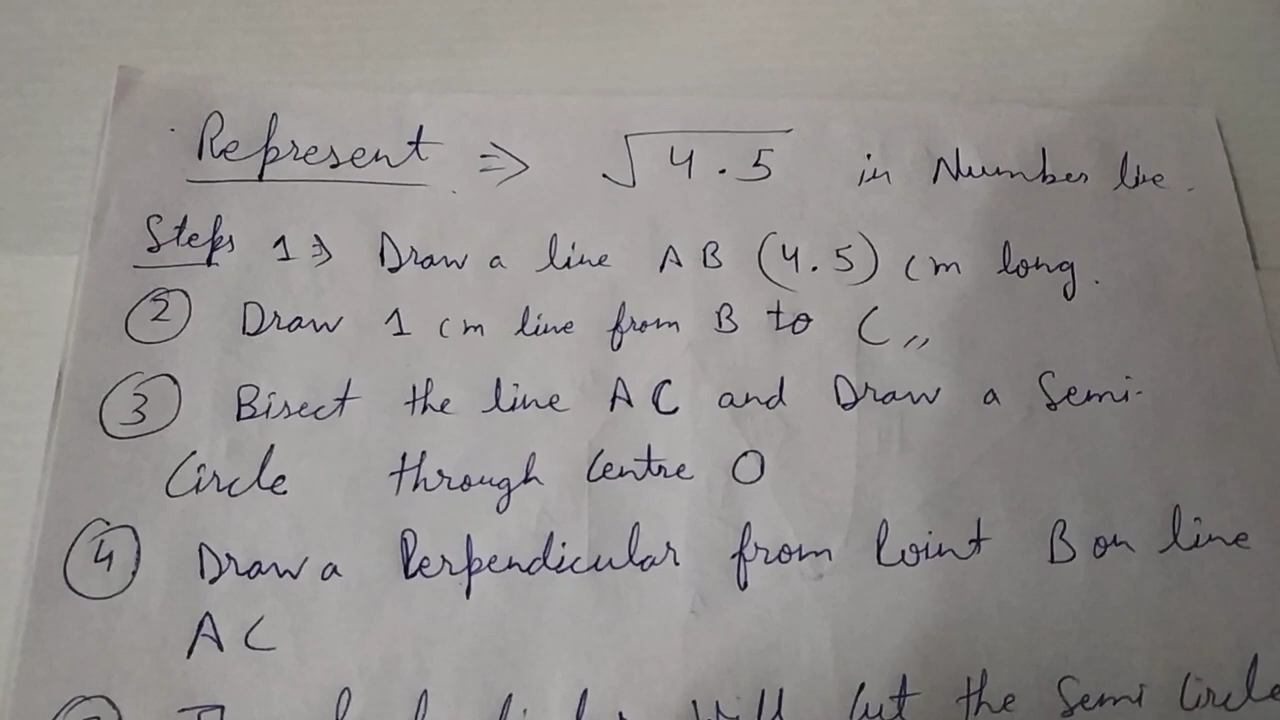 Represent ⇒ √4.5 in Number line.
Steps 1⇒ Draw a line AB (4.5) cm long.
② Draw 1 cm line from B to C,,
③ Bisect the line AC and Draw a Semi-
Circle through Centre O
④ Draw a Perpendicular from Point B on line
AC
will cut the Semi Circle